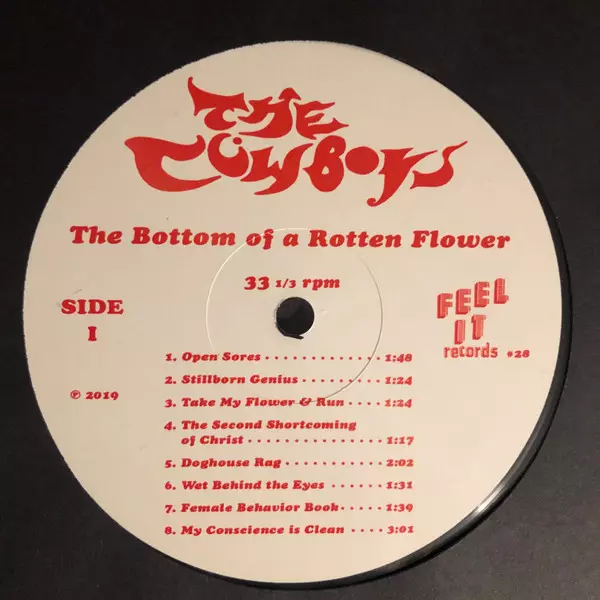 THE
COWBOYS
The Bottom of a Rotten Flower
33 1/3 rpm
SIDE
I
FEEL
IT
records #28
℗ 2019
1. Open Sores . . . . . . . . . . . . 1:48
2. Stillborn Genius . . . . . . . . 1:24
3. Take My Flower & Run . . . . . 1:24
4. The Second Shortcoming
of Christ . . . . . . . . . . . . . . . 1:17
5. Doghouse Rag . . . . . . . . . . 2:02
6. Wet Behind the Eyes . . . . . 1:31
7. Female Behavior Book . . . . . 1:39
8. My Conscience is Clean . . . . 3:01